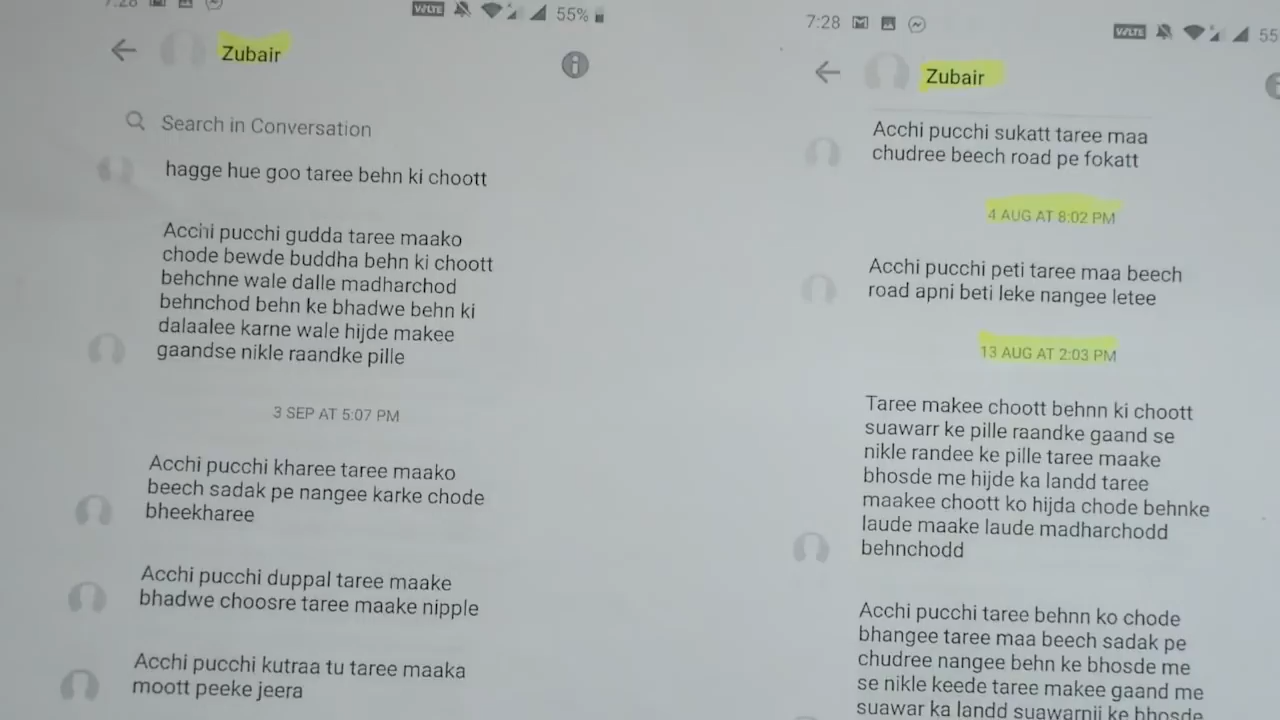 7:28
55%
Zubair
Search in Conversation
hagge hue goo taree behn ki choott
Acchi pucchi gudda taree maako
chode bewde buddha behn ki choott
behchne wale dalle madharchod
behnchod behn ke bhadwe behn ki
dalaalee karne wale hijde makee
gaandse nikle raandke pille
3 SEP AT 5:07 PM
Acchi pucchi kharee taree maako
beech sadak pe nangee karke chode
bheekharee
Acchi pucchi duppal taree maake
bhadwe choosre taree maake nipple
Acchi pucchi kutraa tu taree maaka
moott peeke jeera
7:28
VoLTE
55
Zubair
Acchi pucchi sukatt taree maa
chudree beech road pe fokatt
4 AUG AT 8:02 PM
Acchi pucchi peti taree maa beech
road apni beti leke nangee letee
13 AUG AT 2:03 PM
Taree makee choott behnn ki choott
suawarr ke pille raandke gaand se
nikle randee ke pille taree maake
bhosde me hijde ka landd taree
maakee choott ko hijda chode behnke
laude maake laude madharchodd
behnchodd
Acchi pucchi taree behnn ko chode
bhangee taree maa beech sadak pe
chudree nangee behn ke bhosde me
se nikle keede taree makee gaand me
suawar ka landd suawarnii ke bhosde